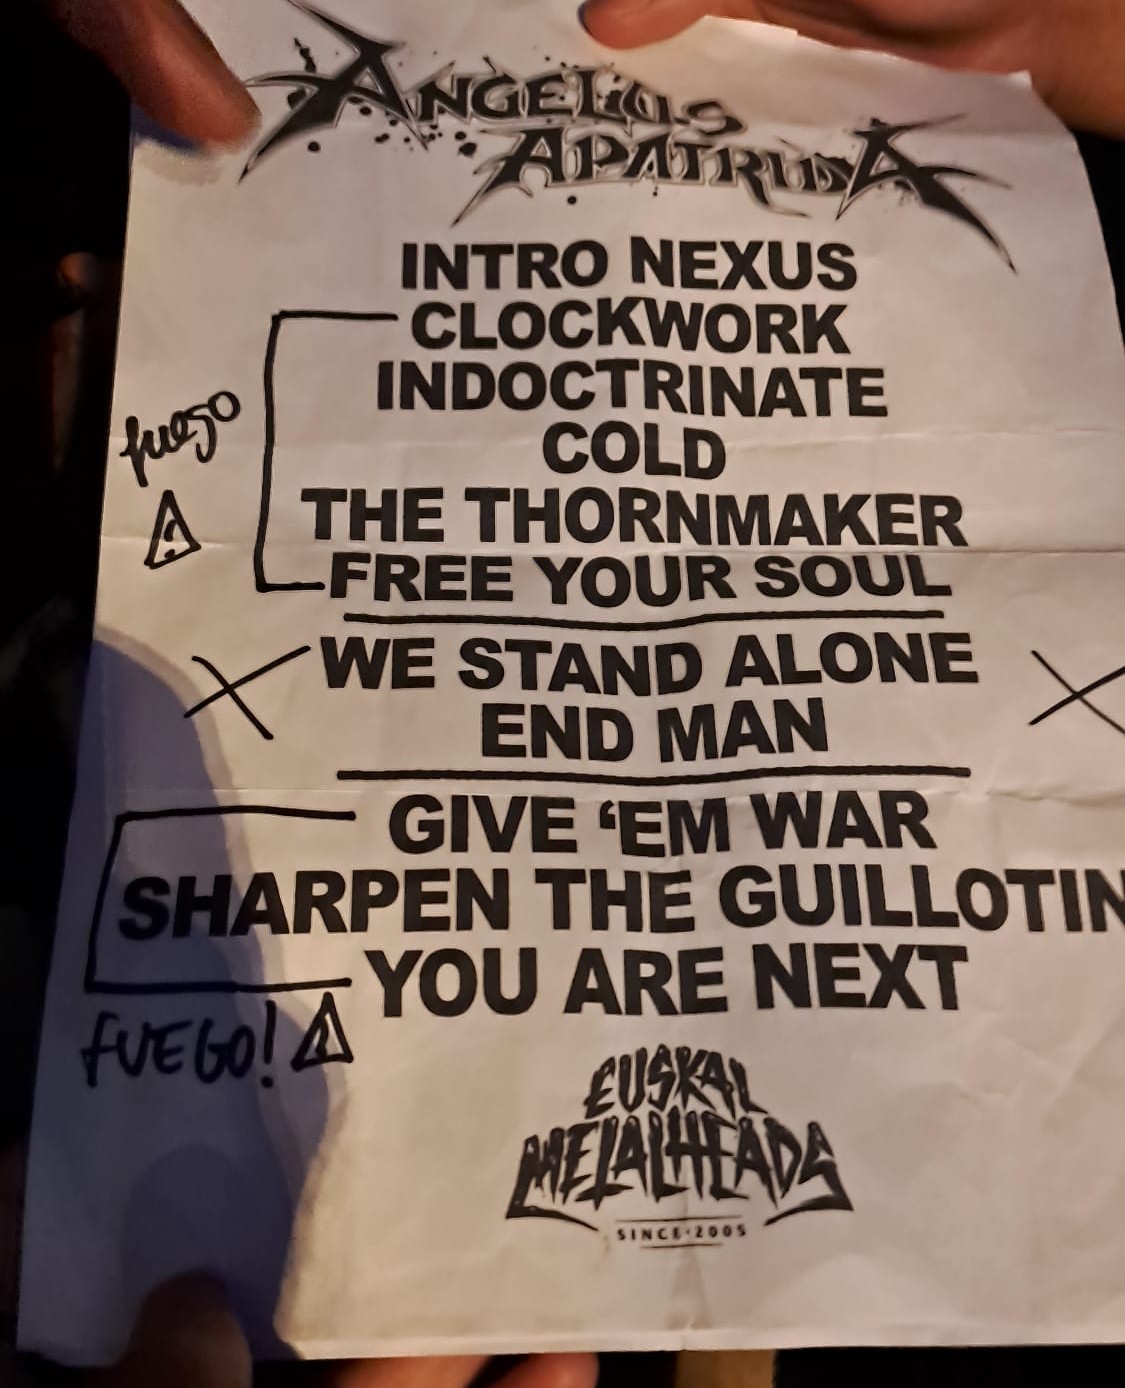 ANGELUS
APATRIDA
INTRO NEXUS
CLOCKWORK
INDOCTRINATE
fuego
COLD
THE THORNMAKER
FREE YOUR SOUL
WE STAND ALONE
END MAN
GIVE ‘EM WAR
SHARPEN THE GUILLOTIN
YOU ARE NEXT
FUEGO!
EUSKAL
METALHEADS
SINCE·2005